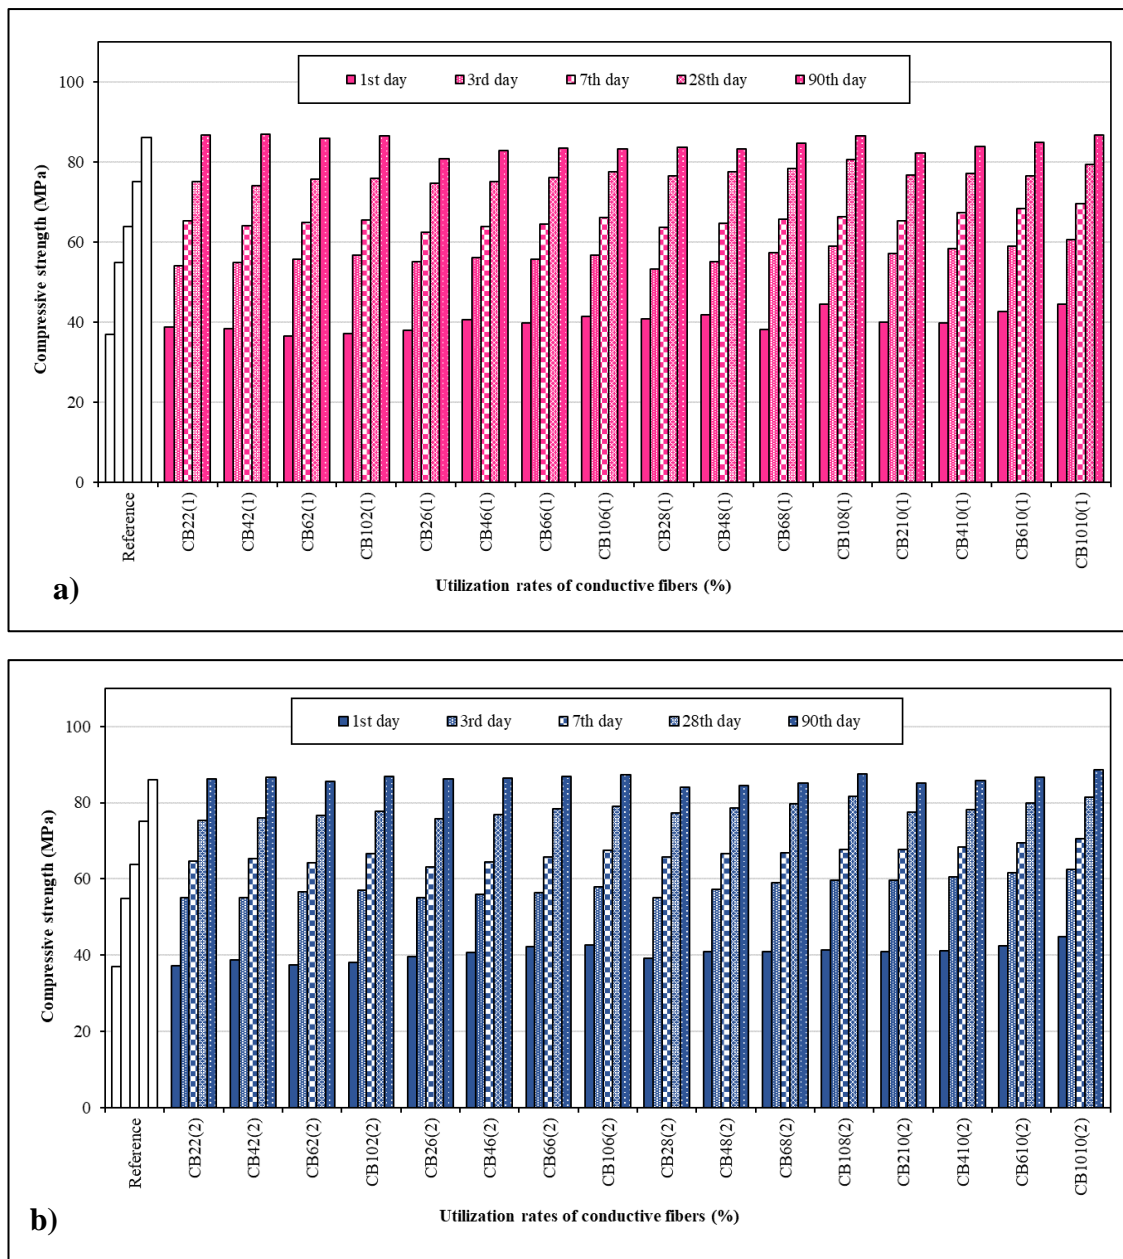 1st day 3rd day 7th day 28th day 90th day
100
80
60
40
20
0
Compressive strength (MPa)
Reference CB22(1) CB42(1) CB62(1) CB102(1) CB26(1) CB46(1) CB66(1) CB106(1) CB28(1) CB48(1) CB68(1) CB108(1) CB210(1) CB410(1) CB610(1) CB1010(1)
Utilization rates of conductive fibers (%)
a)
1st day 3rd day 7th day 28th day 90th day
100
80
60
40
20
0
Compressive strength (MPa)
Reference CB22(2) CB42(2) CB62(2) CB102(2) CB26(2) CB46(2) CB66(2) CB106(2) CB28(2) CB48(2) CB68(2) CB108(2) CB210(2) CB410(2) CB610(2) CB1010(2)
Utilization rates of conductive fibers (%)
b)